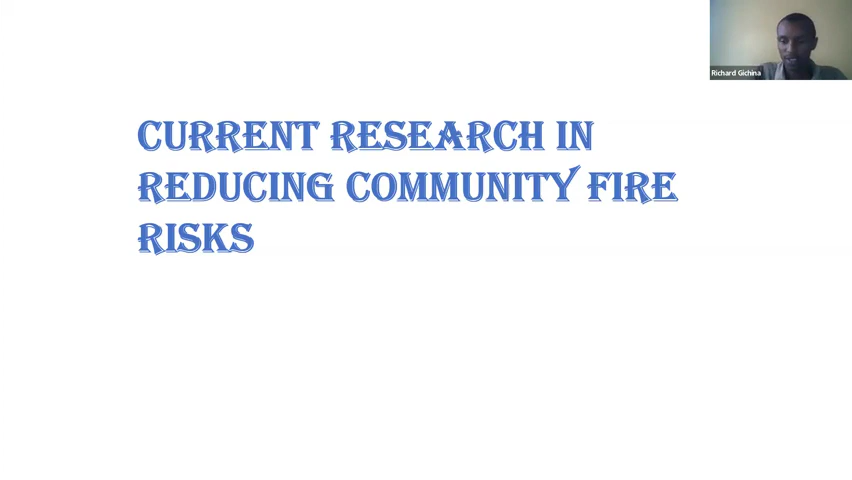 Richard Gichina
CURRENT RESEARCH IN
REDUCING COMMUNITY FIRE
RISKS